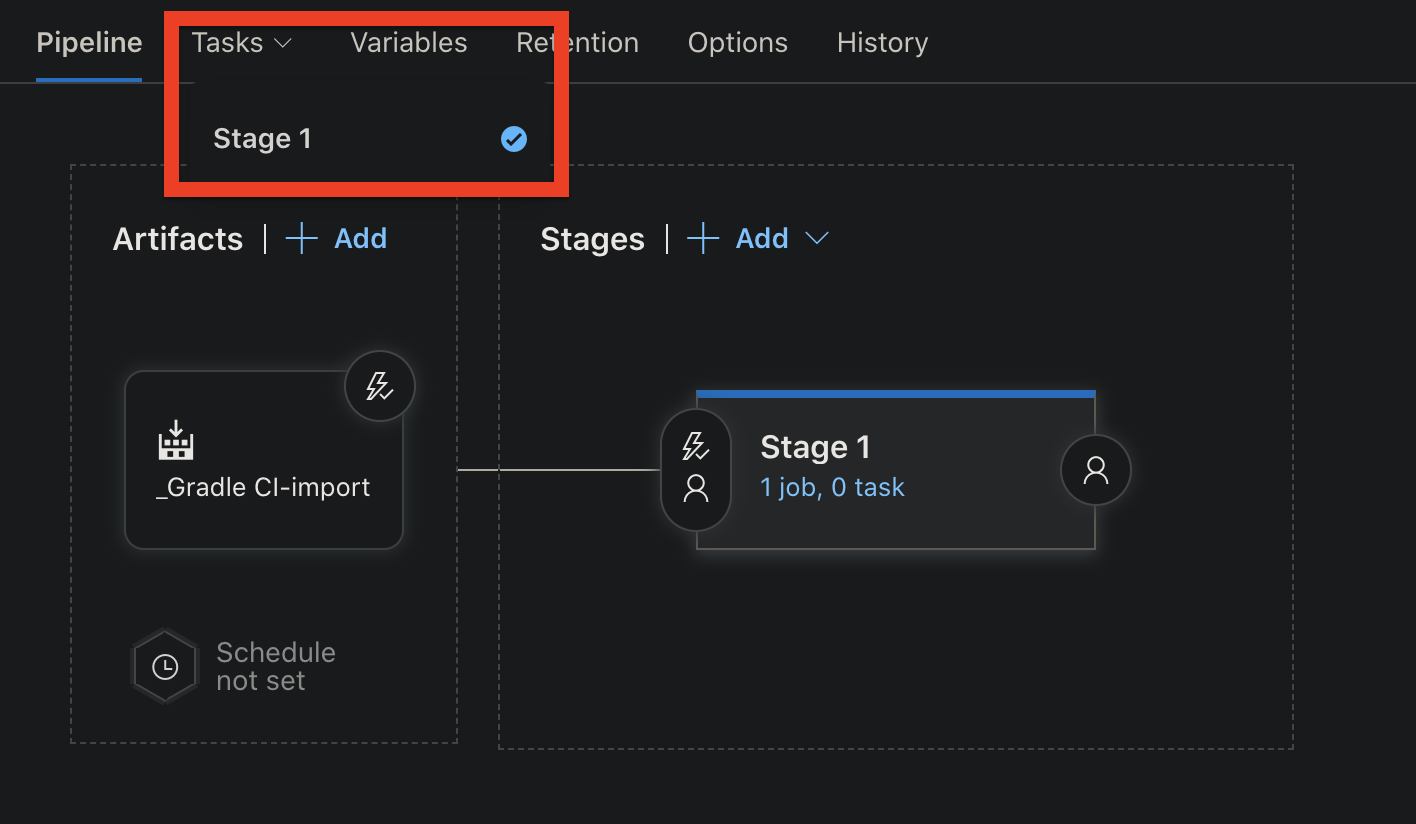 Pipeline Tasks Variables Retention Options History
Stage 1
Artifacts | + Add
Stages | + Add
_Gradle CI-import
Stage 1
1 job, 0 task
Schedule
not set